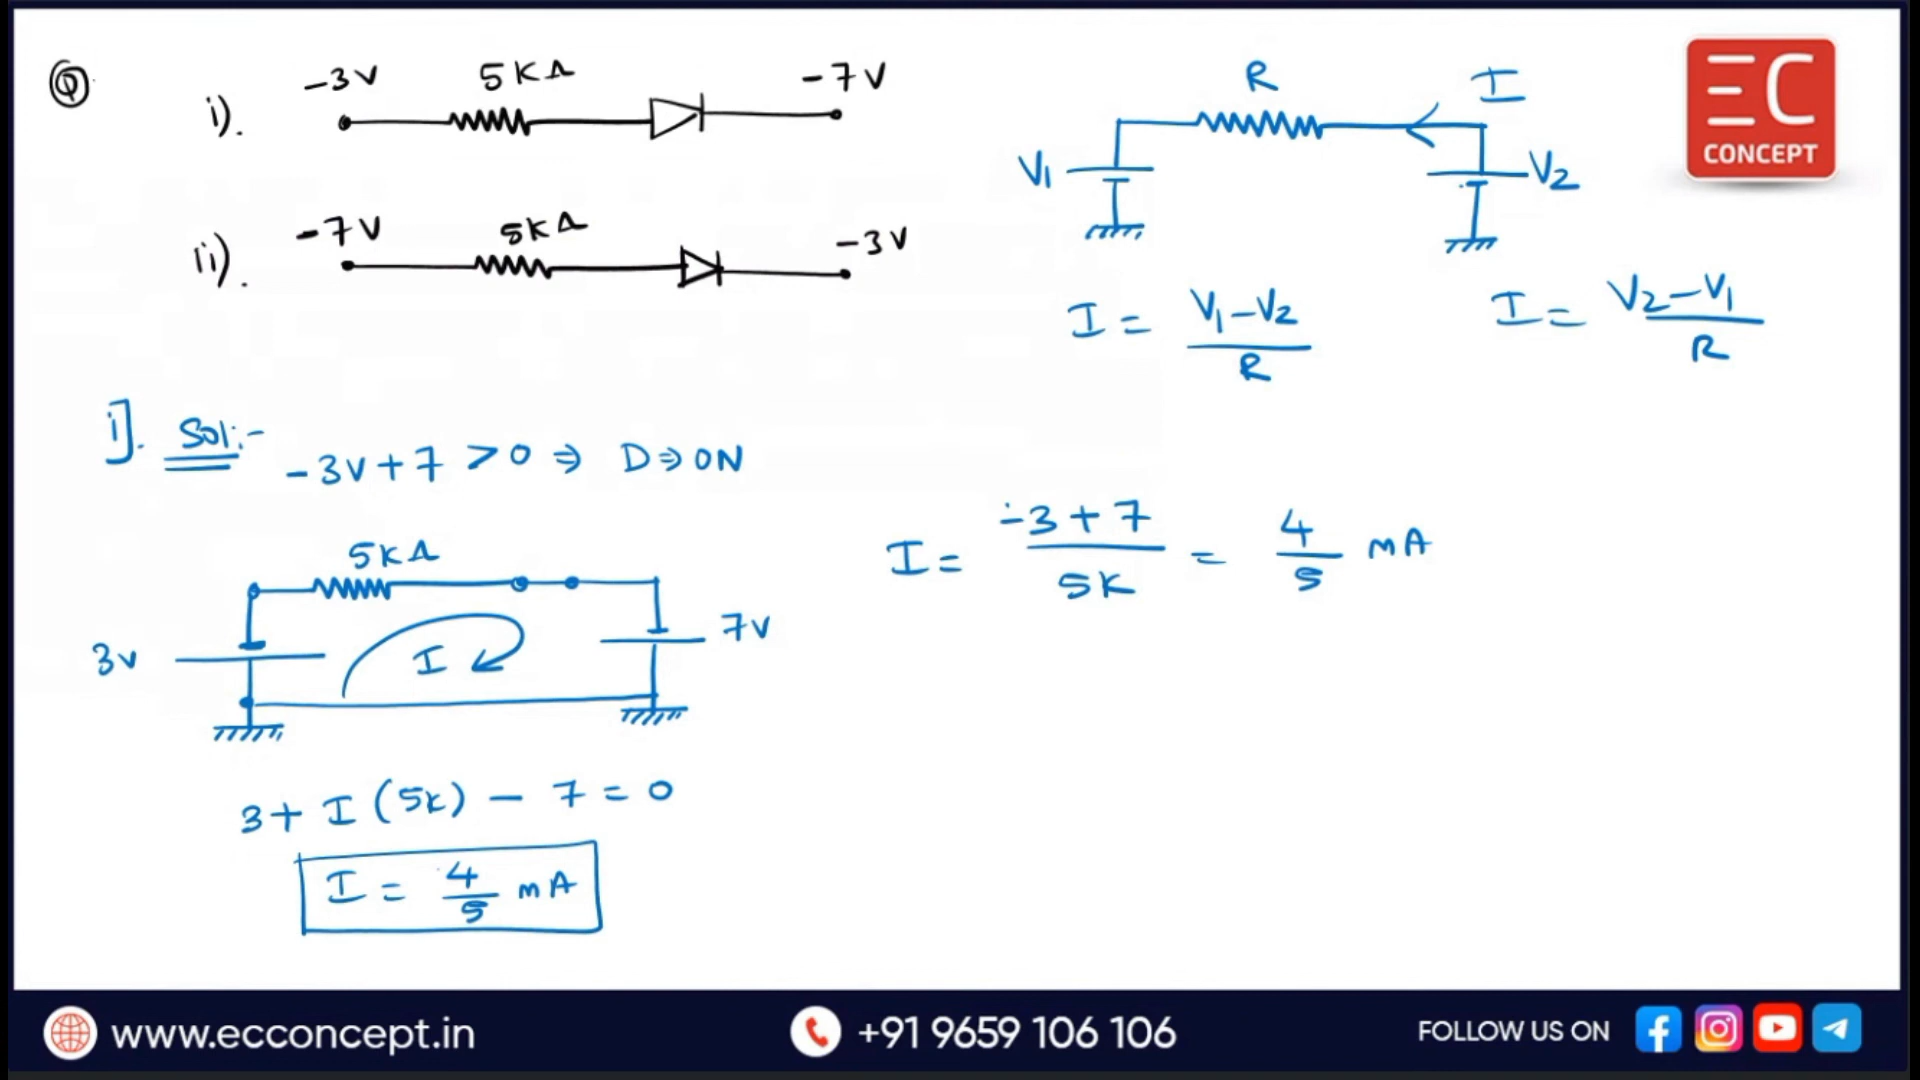 Q
i). -3V 5KΩ -7V
ii). -7V 5KΩ -3V
R I
V1 V2
I = V1-V2/R I = V2-V1/R
EC
CONCEPT
i]. Sol:-
-3V+7 >0 ⇒ D⇒ON
5KΩ
3V I 7V
3+ I (5K) - 7 = 0
I = 4/5 mA
I = -3+7/5K = 4/5 mA
www.ecconcept.in
+91 9659 106 106
FOLLOW US ON